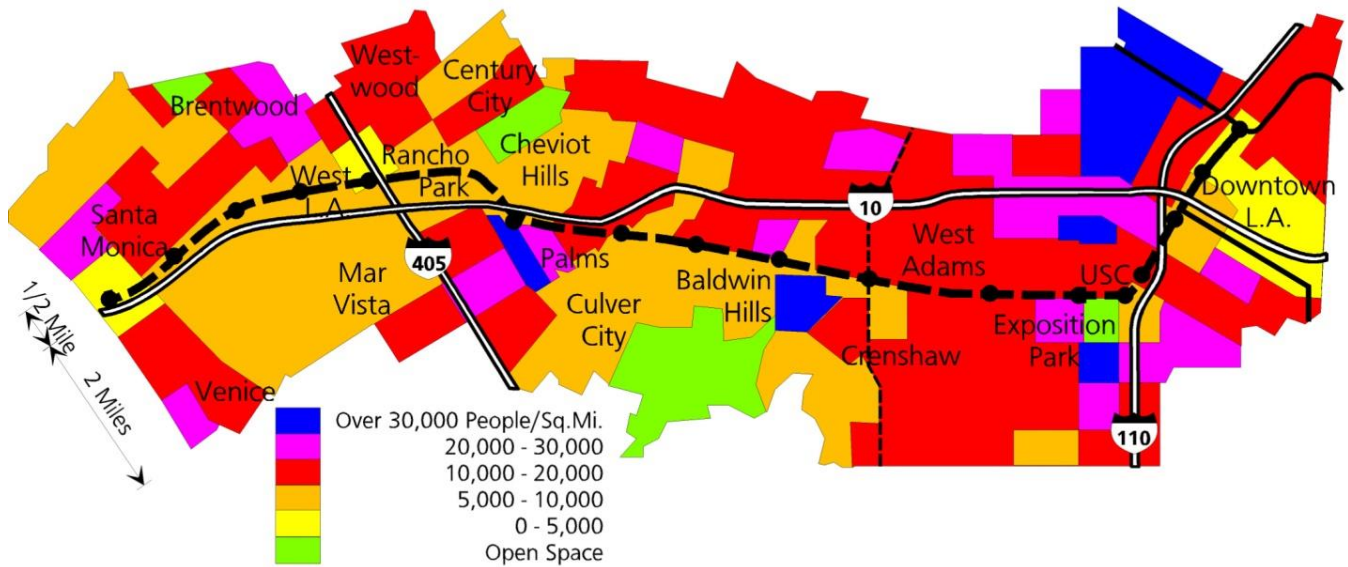 West-
wood
Century
City
Brentwood
Cheviot
Hills
Rancho
Park
West
L.A.
Santa
Monica
10
Downtown
L.A.
405
Palms
West
Adams
USC
Mar
Vista
Baldwin
Hills
Culver
City
Exposition
Park
Crenshaw
Venice
1/2 Mile
2 Miles
110
Over 30,000 People/Sq.Mi.
20,000 - 30,000
10,000 - 20,000
5,000 - 10,000
0 - 5,000
Open Space